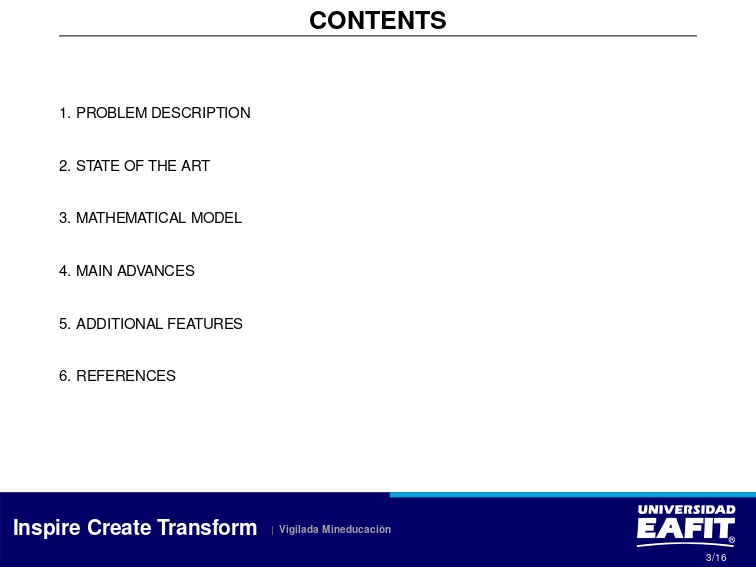 CONTENTS
1. PROBLEM DESCRIPTION
2. STATE OF THE ART
3. MATHEMATICAL MODEL
4. MAIN ADVANCES
5. ADDITIONAL FEATURES
6. REFERENCES
Inspire Create Transform | Vigilada Mineducación
UNIVERSIDAD
EAFIT®
3/16